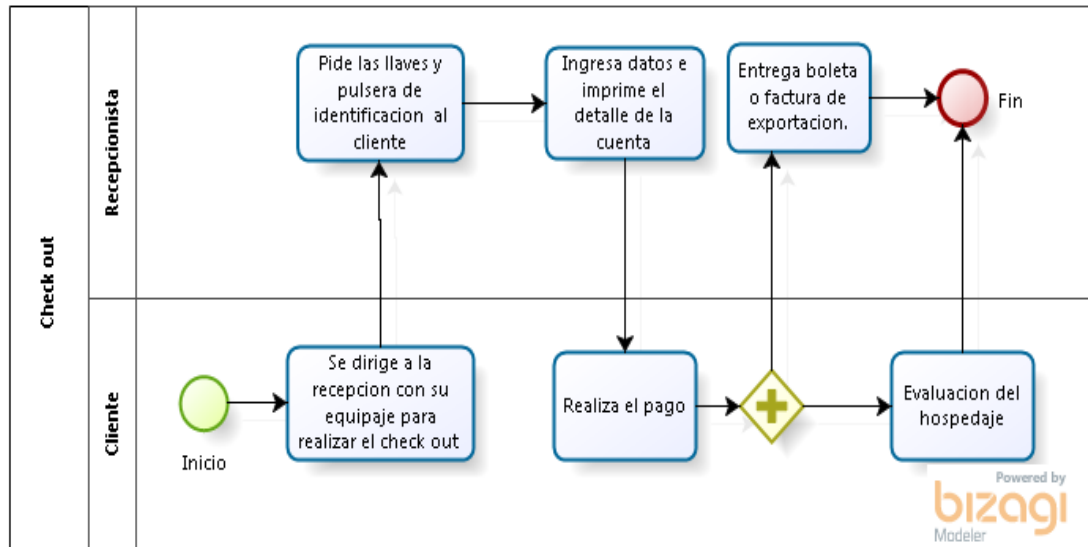 Check out
Recepcionista
Pide las llaves y
pulsera de
identificacion al
cliente
Ingresa datos e
imprime el
detalle de la
cuenta
Entrega boleta
o factura de
exportacion.
Fin
Cliente
Inicio
Se dirige a la
recepcion con su
equipaje para
realizar el check out
Realiza el pago
Evaluacion del
hospedaje
Powered by
bizagi
Modeler